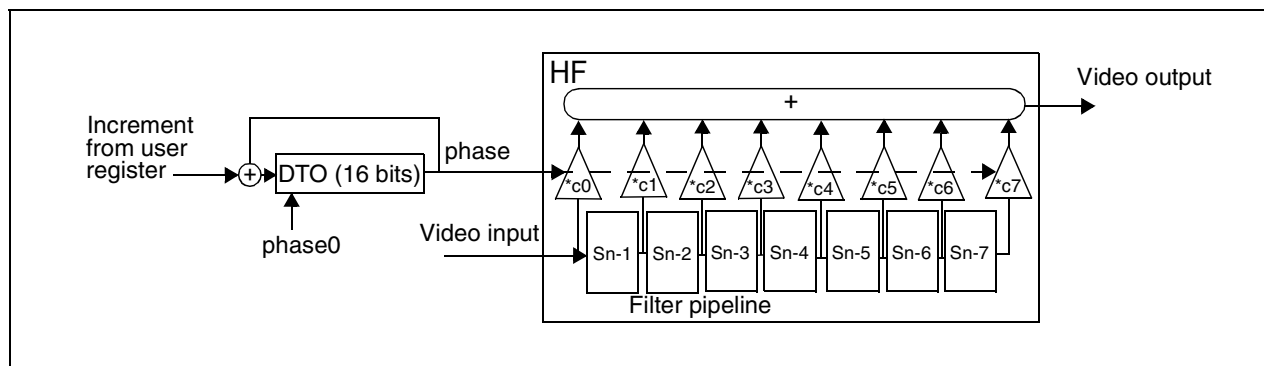 HF
Video output
+
Increment
from user
register
+
DTO (16 bits)
phase
phase0
*c0
*c1
*c2
*c3
*c4
*c5
*c6
*c7
Video input
Sn-1
Sn-2
Sn-3
Sn-4
Sn-5
Sn-6
Sn-7
Filter pipeline